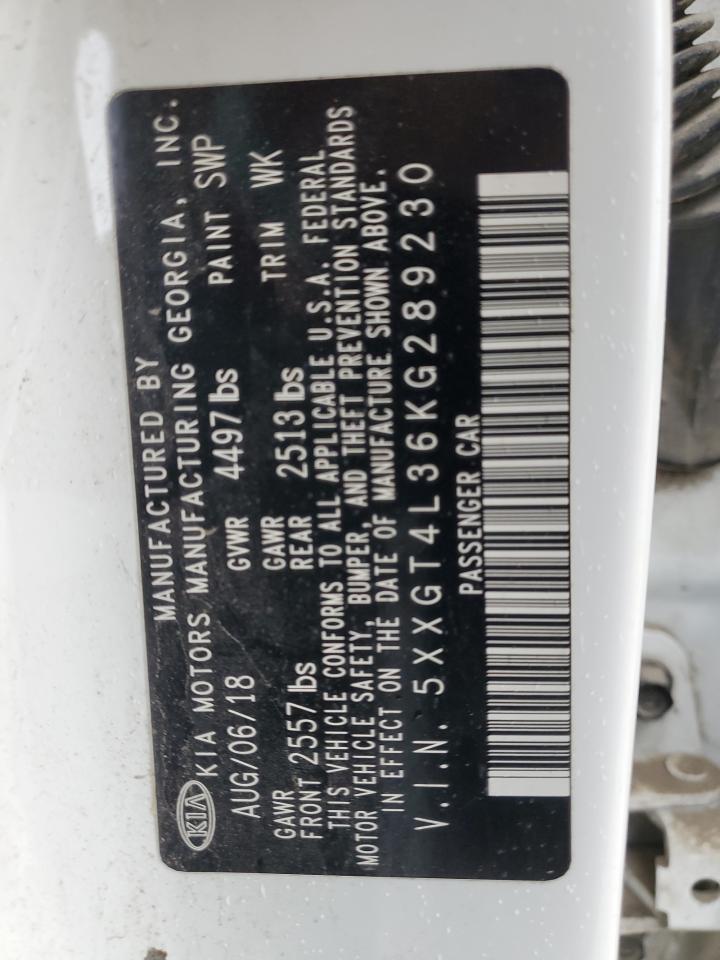 MANUFACTURED BY
KIA KIA MOTORS MANUFACTURING GEORGIA, INC.
AUG/06/18 GVWR 4497 lbs PAINT SWP
GAWR FRONT 2557 lbs GAWR REAR 2513 lbs TRIM WK
THIS VEHICLE CONFORMS TO ALL APPLICABLE U.S.A. FEDERAL
MOTOR VEHICLE SAFETY, BUMPER, AND THEFT PREVENTION STANDARDS
IN EFFECT ON THE DATE OF MANUFACTURE SHOWN ABOVE.
V.I.N. 5XXGT4L36KG289230
PASSENGER CAR